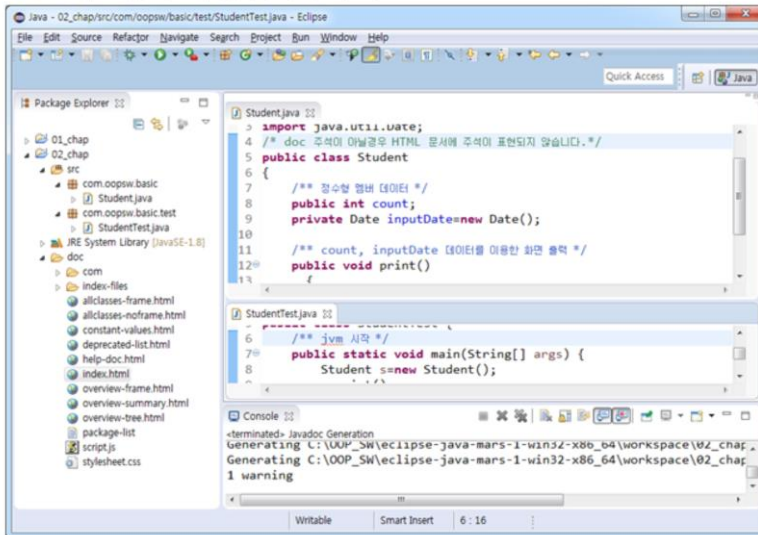 Java - 02_chap/src/com/oopsw/basic/test/StudentTest.java - Eclipse
File Edit Source Refactor Navigate Search Project Run Window Help
Quick Access
Java
Package Explorer
01_chap
02_chap
src
com.oopsw.basic
Student.java
com.oopsw.basic.test
StudentTest.java
JRE System Library [JavaSE-1.8]
doc
com
index-files
allclasses-frame.html
allclasses-noframe.html
constant-values.html
deprecated-list.html
help-doc.html
index.html
overview-frame.html
overview-summary.html
overview-tree.html
package-list
script.js
stylesheet.css
Student.java
3 import java.util.Date;
4 /* doc 주석이 아닐경우 HTML 문서에 주석이 표현되지 않습니다.*/
5 public class Student
6 {
7 /** 정수형 멤버 데이터 */
8 public int count;
9 private Date inputDate=new Date();
10
11 /** count, inputDate 데이터를 이용한 화면 출력 */
12 public void print()
13 {
StudentTest.java
public class StudentTest {
6 /** jvm 시작 */
7 public static void main(String[] args) {
8 Student s=new Student();
Console
<terminated> Javadoc Generation
Generating C:\OOP_SW\eclipse-java-mars-1-win32-x86_64\workspace\02_chap
Generating C:\OOP_SW\eclipse-java-mars-1-win32-x86_64\workspace\02_chap
1 warning
Writable
Smart Insert
6 : 16